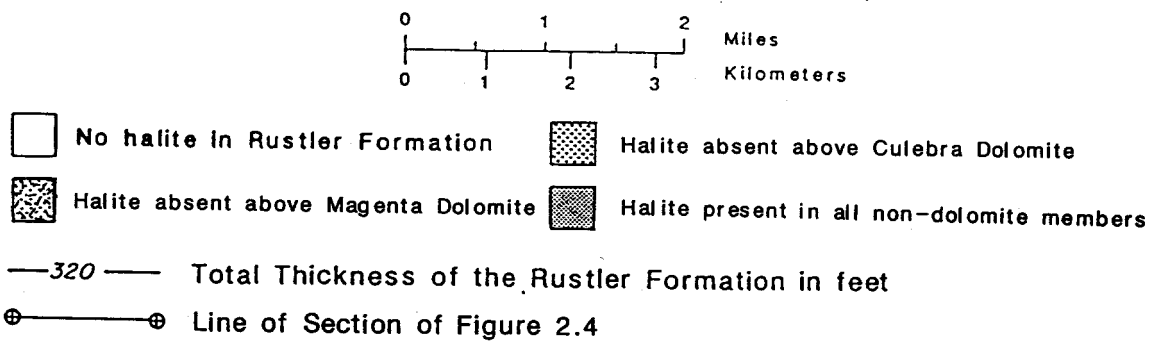 0 1 2
Miles
0 1 2 3
Kilometers
No halite in Rustler Formation
Halite absent above Culebra Dolomite
Halite absent above Magenta Dolomite
Halite present in all non-dolomite members
320 Total Thickness of the Rustler Formation in feet
Line of Section of Figure 2.4